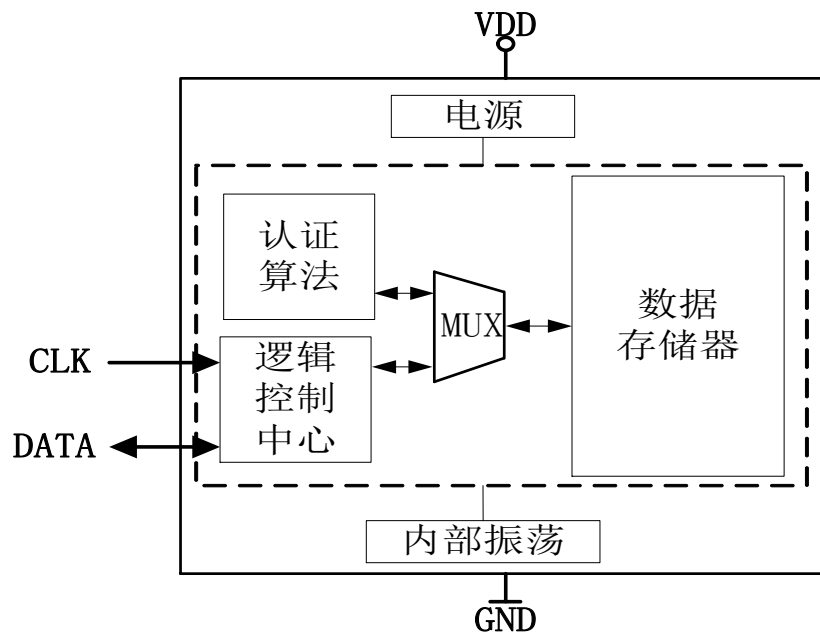 VDD
电源
认证
算法
MUX
数据
存储器
CLK
逻辑
控制
中心
DATA
内部振荡
GND